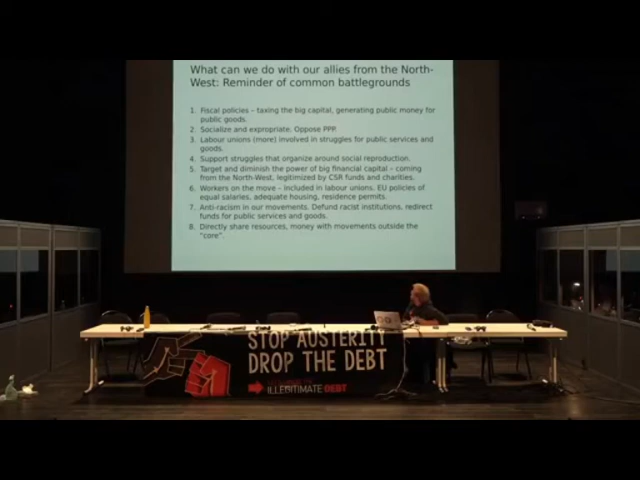 What can we do with our allies from the North-
West: Reminder of common battlegrounds
1. Fiscal policies – taxing the big capital, generating public money for
public goods.
2. Socialize and expropriate. Oppose PPP.
3. Labour unions (more) involved in struggles for public services and
goods.
4. Support struggles that organize around social reproduction.
5. Target and diminish the power of big financial capital – coming
from the North-West, legitimized by CSR funds and charities.
6. Workers on the move – included in labour unions. EU policies of
equal salaries, adequate housing, residence permits.
7. Anti-racism in our movements. Defund racist institutions, redirect
funds for public services and goods.
8. Directly share resources, money with movements outside the
"core".
STOP AUSTERITY
DROP THE DEBT
ILLEGITIMATE DEBT